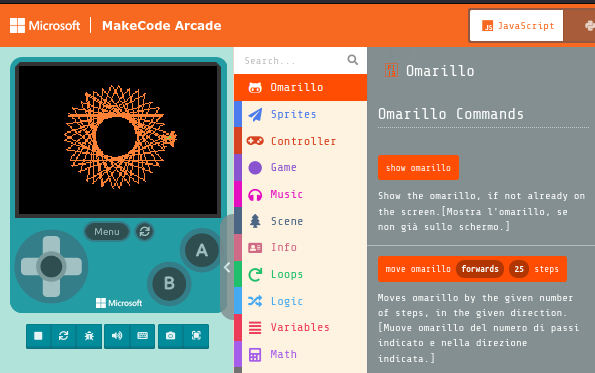 Microsoft MakeCode Arcade
JavaScript
Search...
Omarillo
Sprites
Controller
Game
Music
Scene
Info
Loops
Logic
Variables
Math
Menu
A
B
Microsoft
Omarillo
Omarillo Commands
show omarillo
Show the omarillo, if not already on
the screen.[Mostra l'omarillo, se
non già sullo schermo.]
move omarillo forwards 25 steps
Moves omarillo by the given number
of steps, in the given direction.
[Muove omarillo del numero di passi
indicato e nella direzione
indicata.]